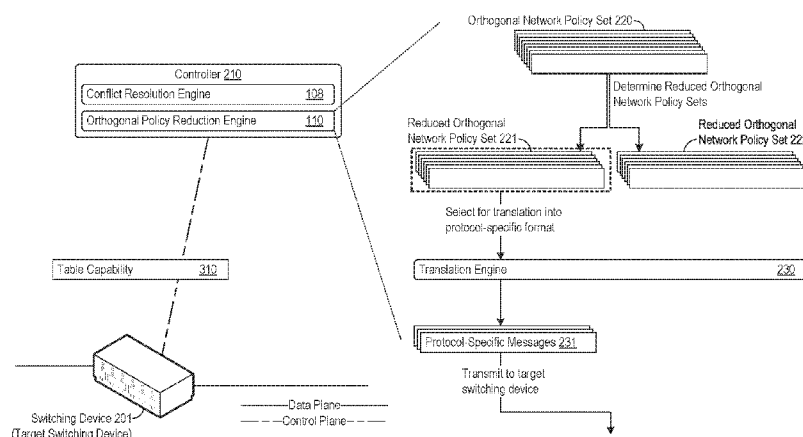 Controller 210
Conflict Resolution Engine 108
Orthogonal Policy Reduction Engine 110
Table Capability 310
Switching Device 201
(Target Switching Device)
Data Plane
Control Plane
Orthogonal Network Policy Set 220
Determine Reduced Orthogonal
Network Policy Sets
Reduced Orthogonal
Network Policy Set 221
Reduced Orthogonal
Network Policy Set 22
Select for translation into
protocol-specific format
Translation Engine 230
Protocol-Specific Messages 231
Transmit to target
switching device